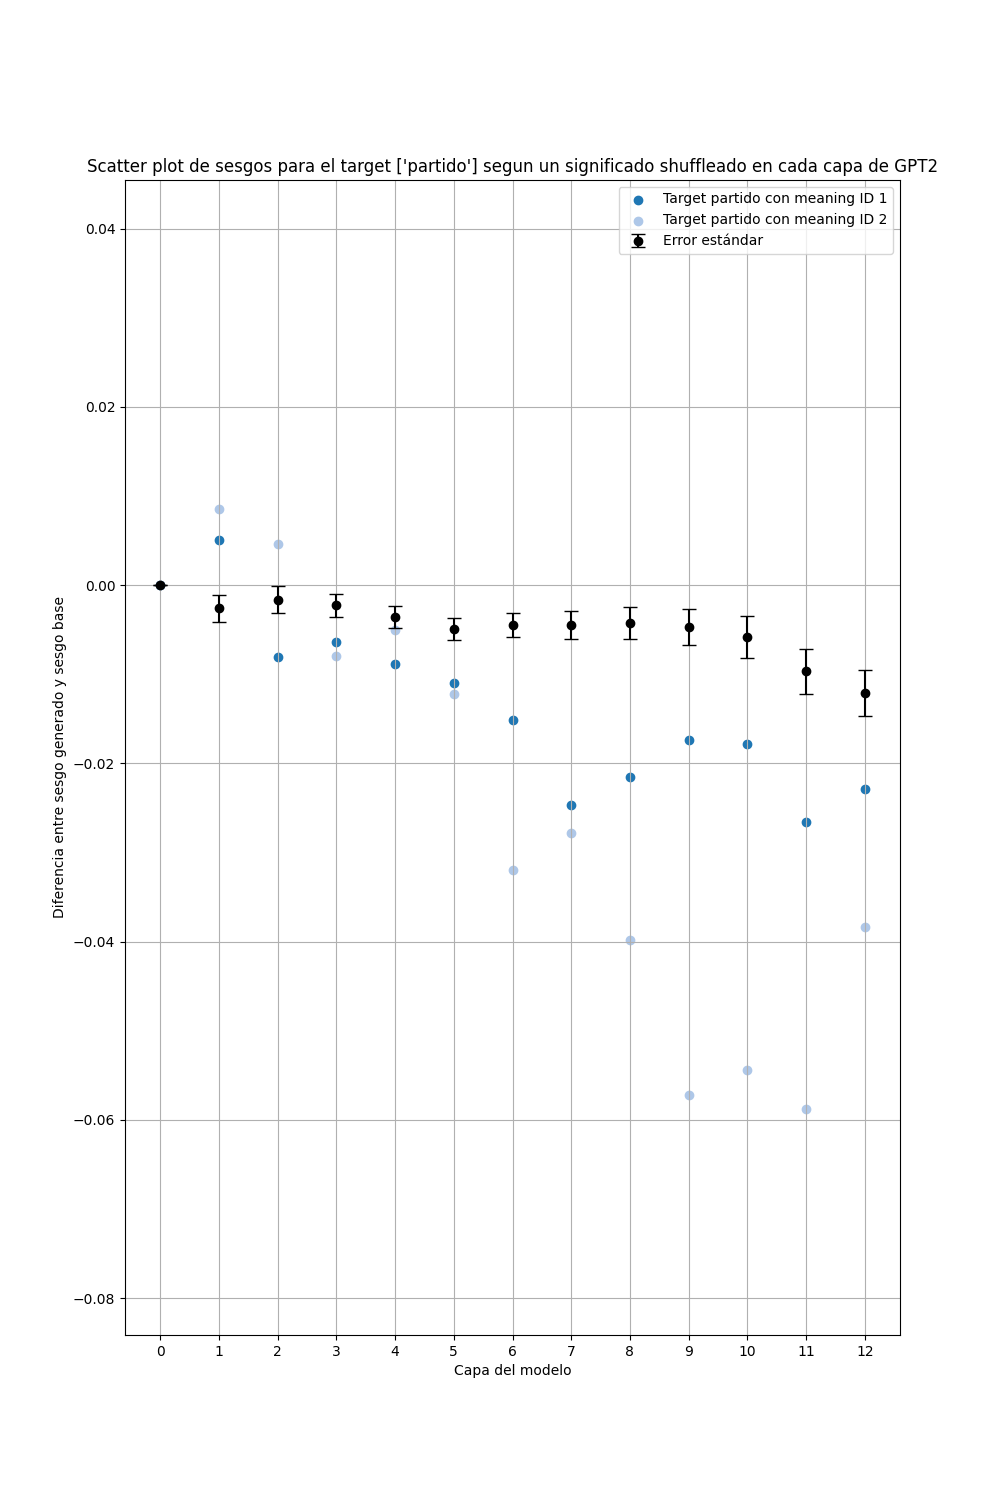 Scatter plot de sesgos para el target ['partido'] segun un significado shuffleado en cada capa de GPT2
Target partido con meaning ID 1
Target partido con meaning ID 2
Error estándar
Diferencia entre sesgo generado y sesgo base
0.04
0.02
0.00
−0.02
−0.04
−0.06
−0.08
0 1 2 3 4 5 6 7 8 9 10 11 12
Capa del modelo